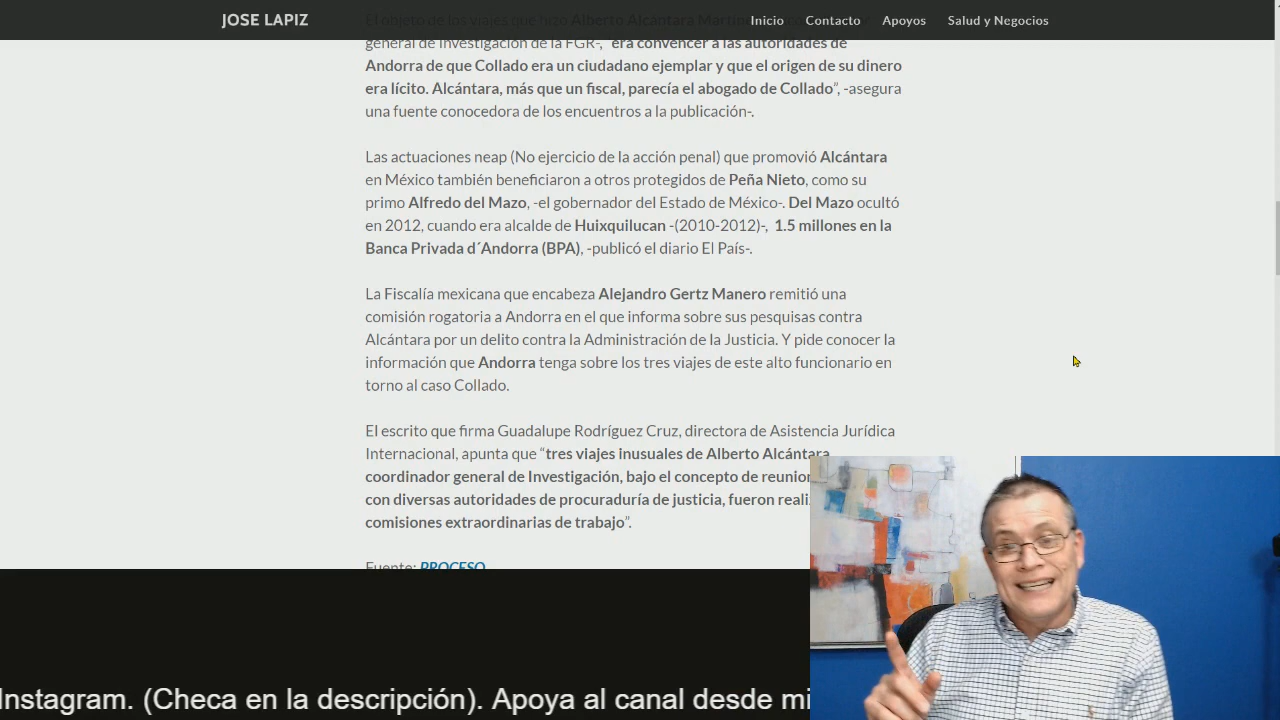 JOSE LAPIZ
Inicio Contacto Apoyos Salud y Negocios
El objeto de los viajes que hizo Alberto Alcántara
general de Investigación de la FGR-, “era convencer a las autoridades de
Andorra de que Collado era un ciudadano ejemplar y que el origen de su dinero
era lícito. Alcántara, más que un fiscal, parecía el abogado de Collado”, -asegura
una fuente conocedora de los encuentros a la publicación-.
Las actuaciones neap (No ejercicio de la acción penal) que promovió Alcántara
en México también beneficiaron a otros protegidos de Peña Nieto, como su
primo Alfredo del Mazo, -el gobernador del Estado de México-. Del Mazo ocultó
en 2012, cuando era alcalde de Huixquilucan -(2010-2012)-, 1.5 millones en la
Banca Privada d´Andorra (BPA), -publicó el diario El País-.
La Fiscalía mexicana que encabeza Alejandro Gertz Manero remitió una
comisión rogatoria a Andorra en el que informa sobre sus pesquisas contra
Alcántara por un delito contra la Administración de la Justicia. Y pide conocer la
información que Andorra tenga sobre los tres viajes de este alto funcionario en
torno al caso Collado.
El escrito que firma Guadalupe Rodríguez Cruz, directora de Asistencia Jurídica
Internacional, apunta que “tres viajes inusuales de Alberto Alcántara
coordinador general de Investigación, bajo el concepto de reunion
con diversas autoridades de procuraduría de justicia, fueron reali
comisiones extraordinarias de trabajo”.
Fuente: PROCESO
Instagram. (Checa en la descripción). Apoya al canal desde mi